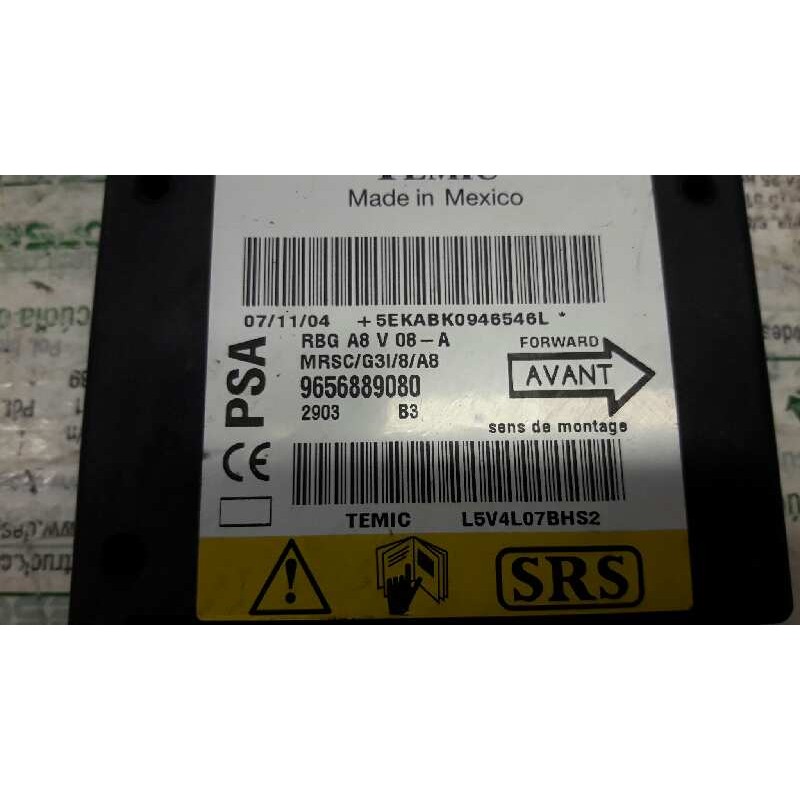 TEMIC
Made in Mexico
07/11/04 +5EKABK0946546L *
PSA
RBG A8 V 08-A
MRSC/G3I/8/A8
9656889080
2903 B3
FORWARD
AVANT
sens de montage
CE
TEMIC L5V4L07BHS2
SRS